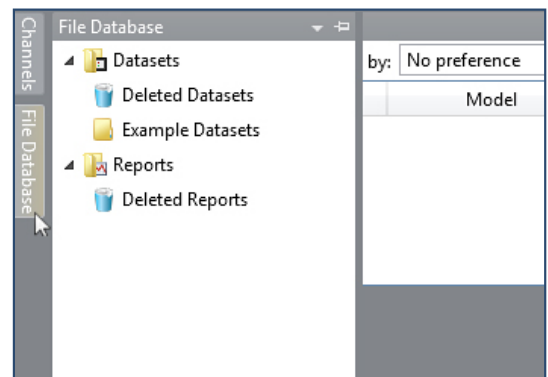 Channels
File Database
File Database
Datasets
Deleted Datasets
Example Datasets
Reports
Deleted Reports
by: No preference
Model